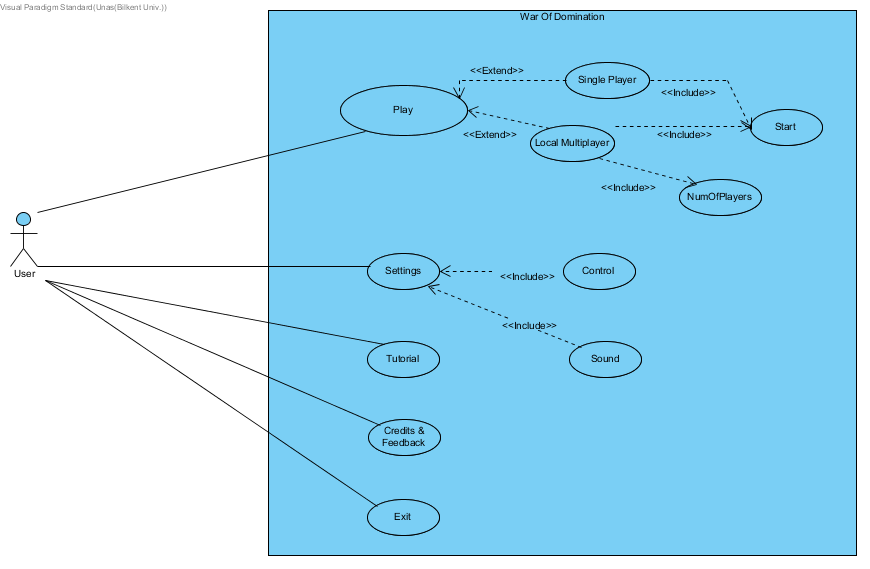 Visual Paradigm Standard(Unas(Bilkent Univ.))
War Of Domination
<<Extend>>
Single Player
<<Include>>
Play
Start
<<Extend>>
Local Multiplayer
<<Include>>
<<Include>>
NumOfPlayers
User
Settings
<<Include>>
Control
<<Include>>
Tutorial
Sound
Credits &
Feedback
Exit